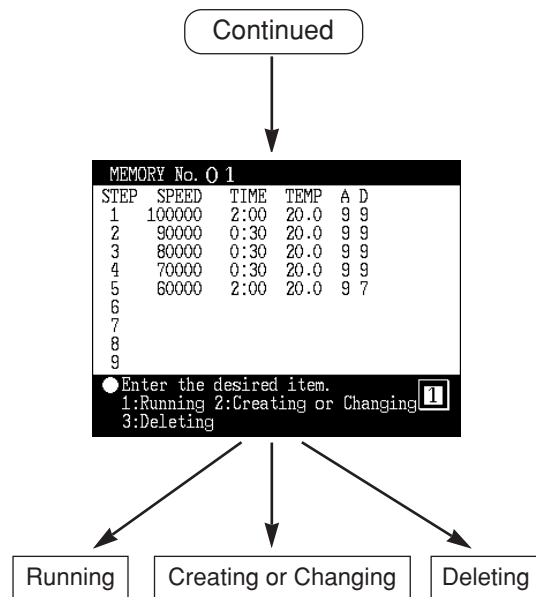 Continued
MEMORY No. 01
STEP SPEED TIME TEMP A D
1 100000 2:00 20.0 9 9
2 90000 0:30 20.0 9 9
3 80000 0:30 20.0 9 9
4 70000 0:30 20.0 9 9
5 60000 2:00 20.0 9 7
6
7
8
9
Enter the desired item.
1:Running 2:Creating or Changing 1
3:Deleting
Running Creating or Changing Deleting